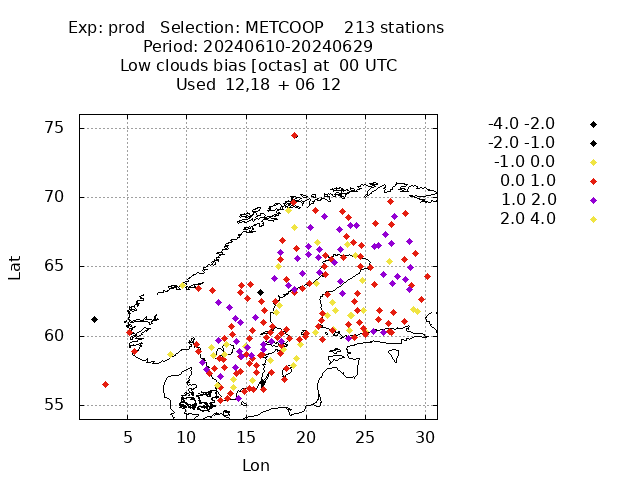 Exp: prod Selection: METCOOP 213 stations
Period: 20240610-20240629
Low clouds bias [octas] at 00 UTC
Used 12,18 + 06 12
-4.0 -2.0
-2.0 -1.0
-1.0 0.0
0.0 1.0
1.0 2.0
2.0 4.0
75
70
65
60
55
Lat
5 10 15 20 25 30
Lon